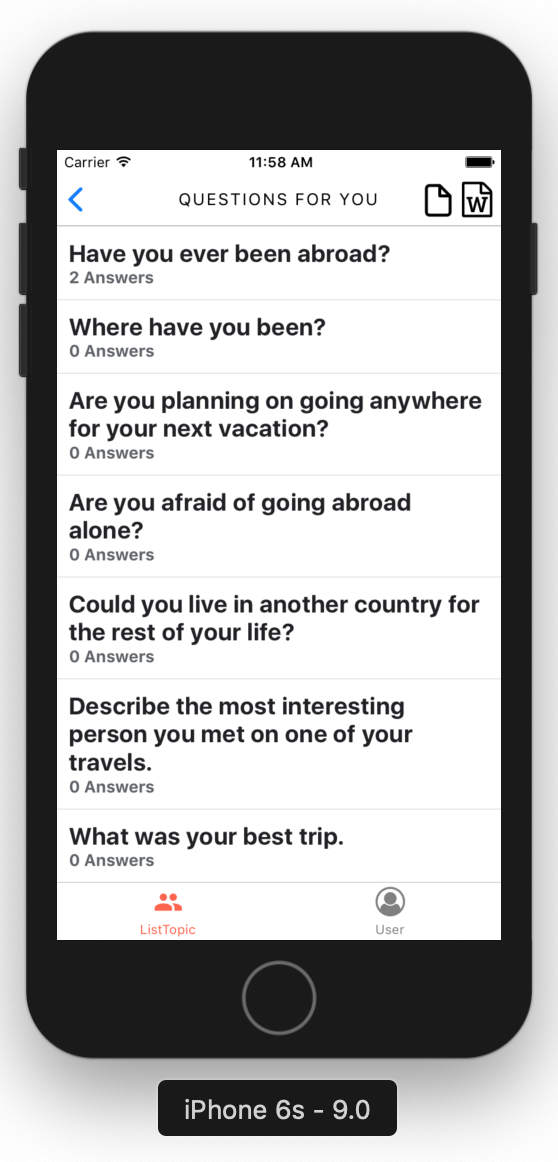 Carrier 11:58 AM
QUESTIONS FOR YOU W
Have you ever been abroad?
2 Answers
Where have you been?
0 Answers
Are you planning on going anywhere
for your next vacation?
0 Answers
Are you afraid of going abroad
alone?
0 Answers
Could you live in another country for
the rest of your life?
0 Answers
Describe the most interesting
person you met on one of your
travels.
0 Answers
What was your best trip.
0 Answers
ListTopic User
iPhone 6s - 9.0